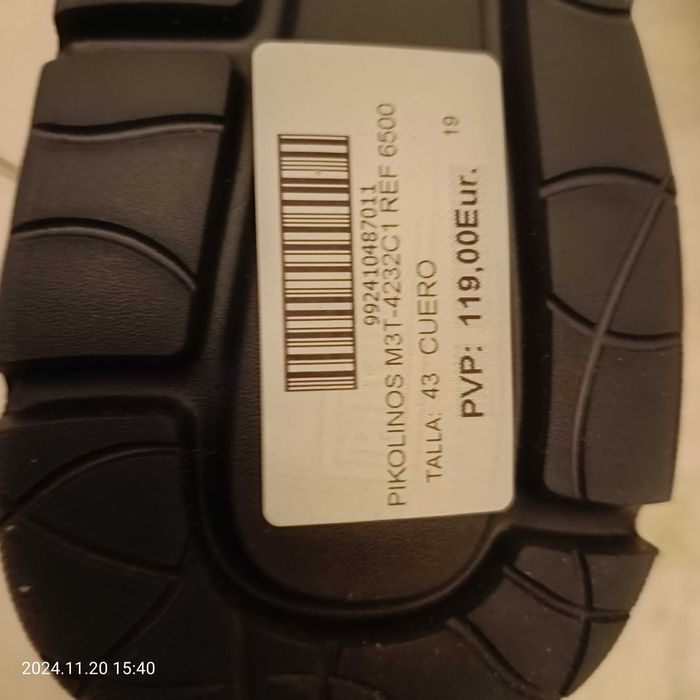 992410487011
PIKOLINOS M3T-4232C1 REF 6500
TALLA: 43 CUERO
19
PVP: 119,00Eur.
2024.11.20 15:40